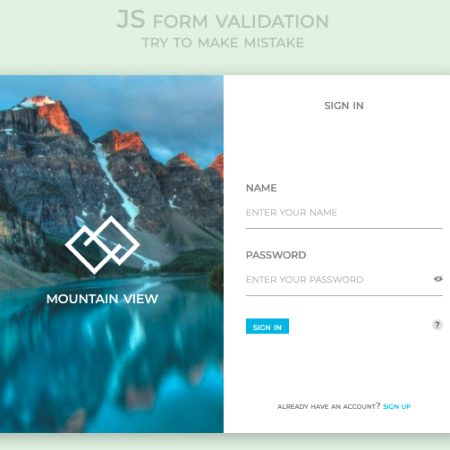 JS FORM VALIDATION
TRY TO MAKE MISTAKE
SIGN IN
MOUNTAIN VIEW
NAME
ENTER YOUR NAME
PASSWORD
ENTER YOUR PASSWORD
SIGN IN
?
ALREADY HAVE AN ACCOUNT? SIGN UP